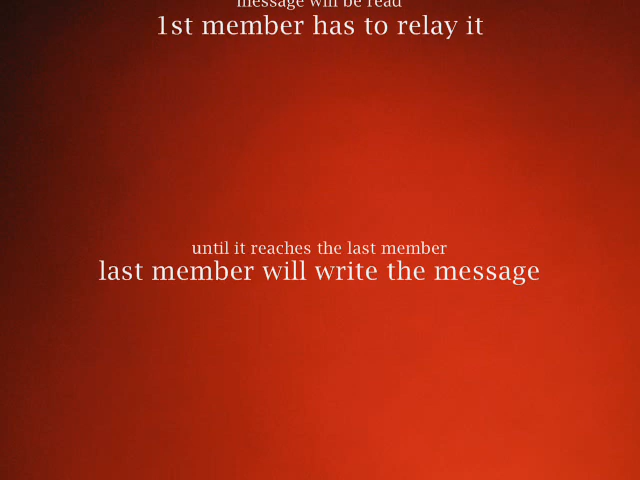 message will be read
1st member has to relay it
until it reaches the last member
last member will write the message